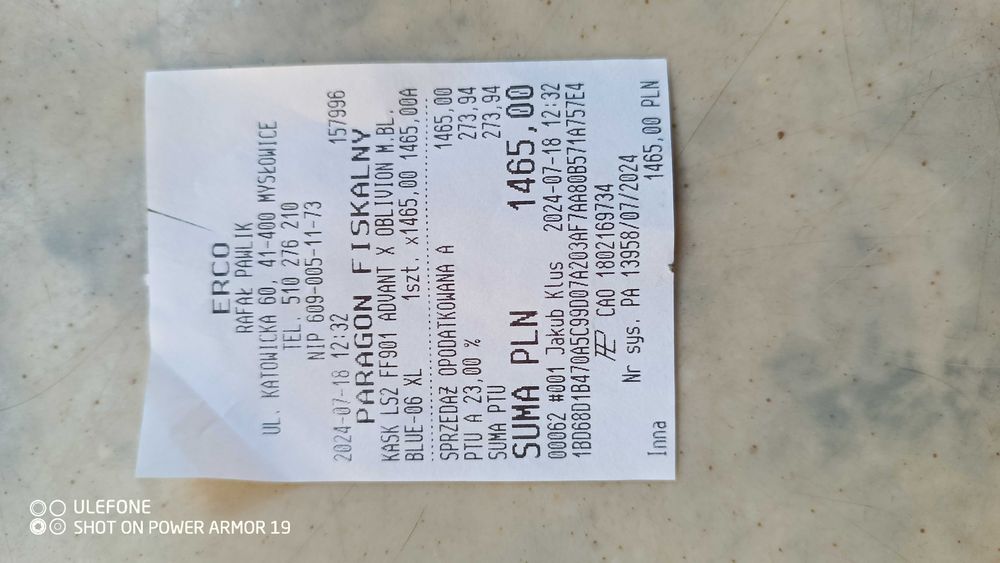 ERCO
RAFAŁ PAWLIK
UL. KATOWICKA 60, 41-400 MYSŁOWICE
TEL. 510 276 210
NIP 609-005-11-73
2024-07-18 12:32 157996
PARAGON FISKALNY
KASK LS2 FF901 ADVANT X OBLIVION M.BL.
BLUE-06 XL 1szt. x1465,00 1465,00A
SPRZEDAŻ OPODATKOWANA A 1465,00
PTU A 23,00 % 273,94
SUMA PTU 273,94
SUMA PLN 1465,00
00062 #001 Jakub Klus 2024-07-18 12:32
1BD68D1B470A5C99D07A203AF7AA80B571A757E4
CAO 1802169734
Nr sys. PA 13958/07/2024
Inna 1465,00 PLN
ULEFONE
SHOT ON POWER ARMOR 19